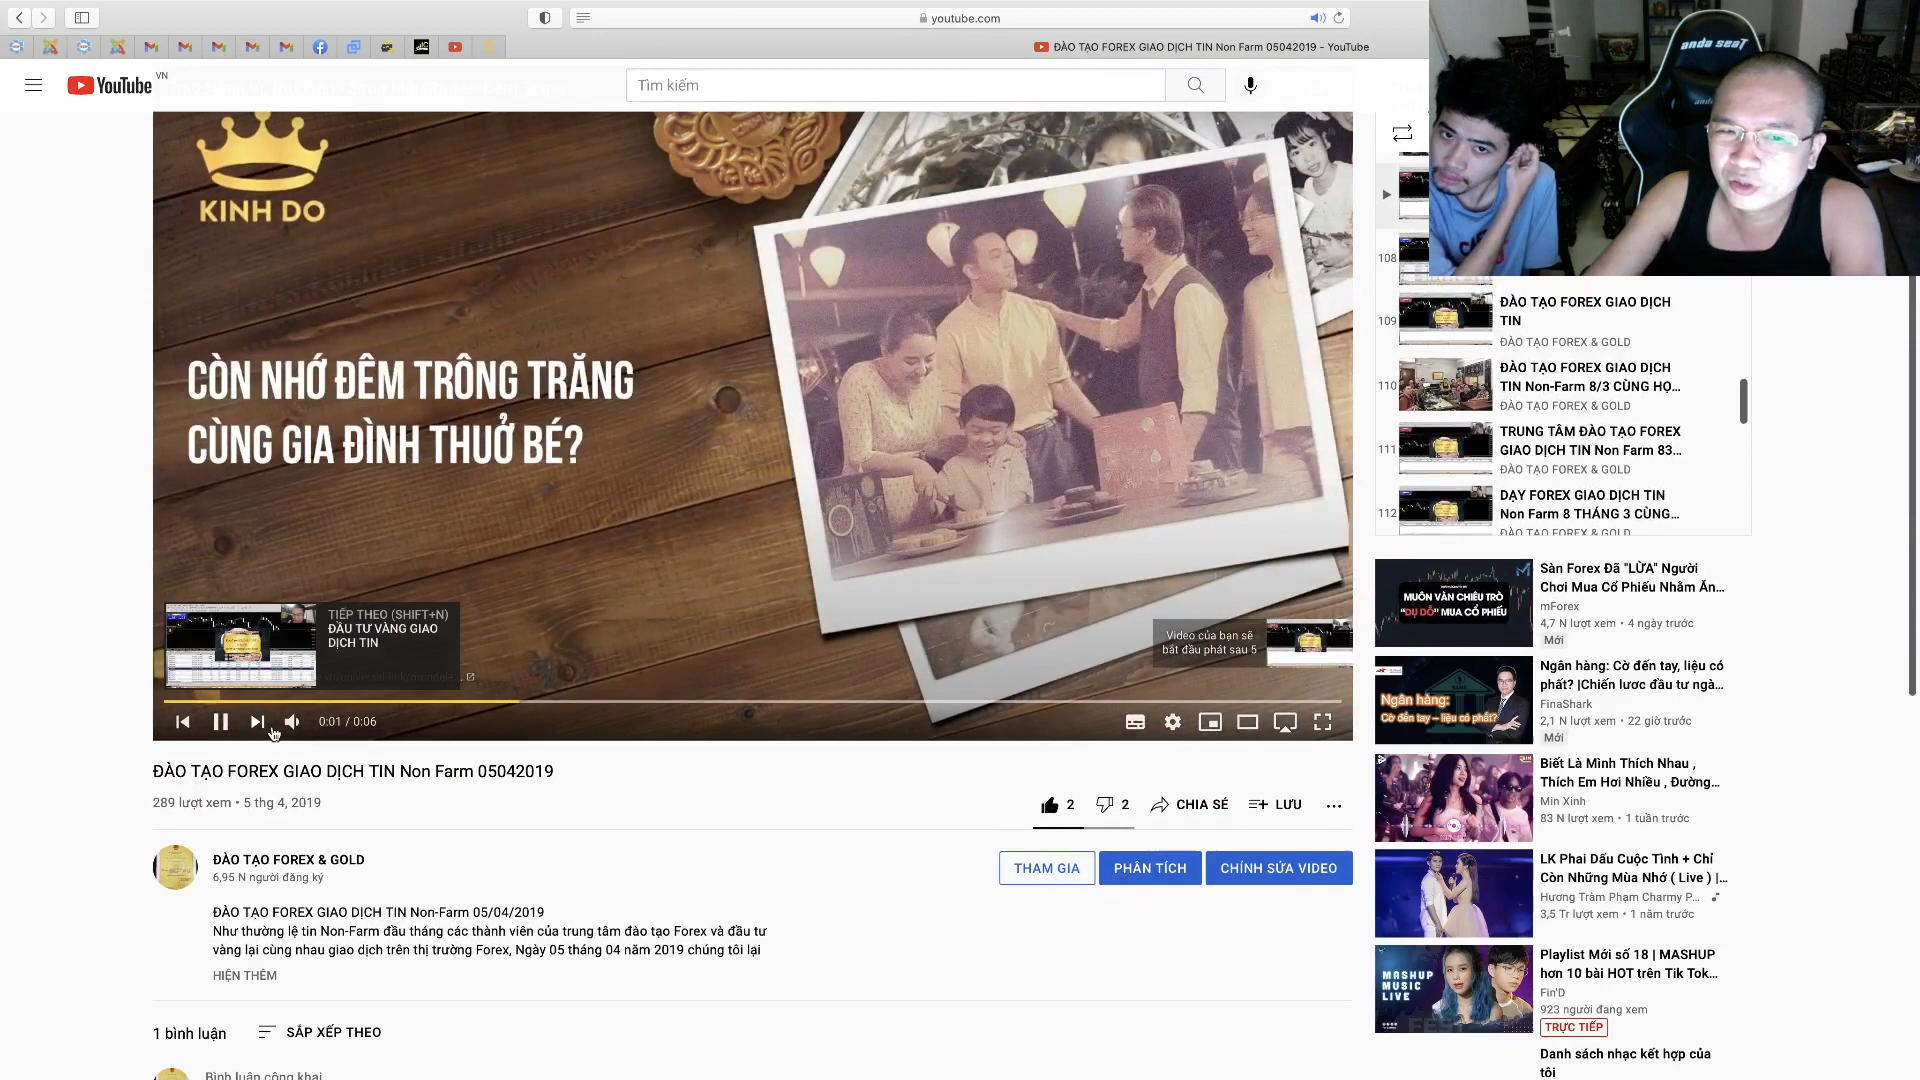 youtube.com
ĐÀO TẠO FOREX GIAO DỊCH TIN Non Farm 05042019 - YouTube
YouTube VN
Tìm kiếm
anda seaT
KINH DO
CÒN NHỚ ĐÊM TRÔNG TRĂNG
CÙNG GIA ĐÌNH THUỞ BÉ?
TIẾP THEO (SHIFT+N)
ĐẦU TƯ VÀNG GIAO
DỊCH TIN
Video của bạn sẽ
bắt đầu phát sau 5
0:01 / 0:06
ĐÀO TẠO FOREX GIAO DỊCH TIN Non Farm 05042019
289 lượt xem • 5 thg 4, 2019
2
2
CHIA SẺ
LƯU
ĐÀO TẠO FOREX & GOLD
6,95 N người đăng ký
THAM GIA
PHÂN TÍCH
CHỈNH SỬA VIDEO
ĐÀO TẠO FOREX GIAO DỊCH TIN Non-Farm 05/04/2019
Như thường lệ tin Non-Farm đầu tháng các thành viên của trung tâm đào tạo Forex và đầu tư
vàng lại cùng nhau giao dịch trên thị trường Forex, Ngày 05 tháng 04 năm 2019 chúng tôi lại
HIỆN THÊM
1 bình luận
SẮP XẾP THEO
Bình luận công khai
108
109
ĐÀO TẠO FOREX GIAO DỊCH
TIN
ĐÀO TẠO FOREX & GOLD
110
ĐÀO TẠO FOREX GIAO DỊCH
TIN Non-Farm 8/3 CÙNG HỌ...
ĐÀO TẠO FOREX & GOLD
111
TRUNG TÂM ĐÀO TẠO FOREX
GIAO DỊCH TIN Non Farm 83...
ĐÀO TẠO FOREX & GOLD
112
DẠY FOREX GIAO DỊCH TIN
Non Farm 8 THÁNG 3 CÙNG...
ĐÀO TẠO FOREX & GOLD
MUÔN VÀN CHIÊU TRÒ
"DỤ DỖ" MUA CỔ PHIẾU
Sàn Forex Đã "LỪA" Người
Chơi Mua Cổ Phiếu Nhằm Ăn...
mForex
4,7 N lượt xem • 4 ngày trước
Mới
Ngân hàng:
Cờ đến tay – liệu có phất?
Ngân hàng: Cờ đến tay, liệu có
phất? |Chiến lược đầu tư ngà...
FinaShark
2,1 N lượt xem • 22 giờ trước
Mới
Biết Là Mình Thích Nhau ,
Thích Em Hơi Nhiều , Đường...
Min Xinh
83 N lượt xem • 1 tuần trước
LK Phai Dấu Cuộc Tình + Chỉ
Còn Những Mùa Nhớ ( Live ) |...
Hương Tràm Phạm Charmy P...
3,5 Tr lượt xem • 1 năm trước
MASHUP
MUSIC
LIVE
Playlist Mới số 18 | MASHUP
hơn 10 bài HOT trên Tik Tok...
Fin'D
923 người đang xem
TRỰC TIẾP
Danh sách nhạc kết hợp của
tôi